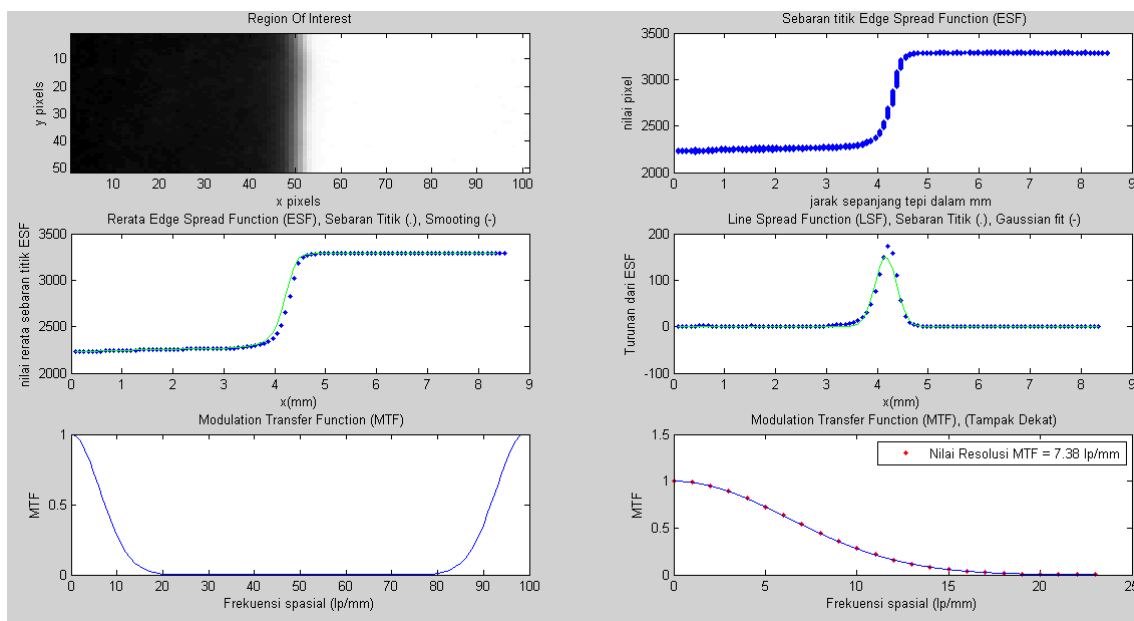 Region Of Interest
y pixels
10
20
30
40
50
10 20 30 40 50 60 70 80 90 100
x pixels
Sebaran titik Edge Spread Function (ESF)
nilai pixel
3500
3000
2500
2000
0 1 2 3 4 5 6 7 8 9
jarak sepanjang tepi dalam mm
Rerata Edge Spread Function (ESF), Sebaran Titik (.), Smooting (-)
nilai rerata sebaran titik ESF
3500
3000
2500
2000
0 1 2 3 4 5 6 7 8 9
x(mm)
Line Spread Function (LSF), Sebaran Titik (.), Gaussian fit (-)
Turunan dari ESF
200
100
0
-100
0 1 2 3 4 5 6 7 8 9
x(mm)
Modulation Transfer Function (MTF)
MTF
1
0.5
0
0 10 20 30 40 50 60 70 80 90 100
Frekuensi spasial (lp/mm)
Modulation Transfer Function (MTF), (Tampak Dekat)
MTF
1.5
1
0.5
0
Nilai Resolusi MTF = 7.38 lp/mm
0 5 10 15 20 25
Frekuensi spasial (lp/mm)